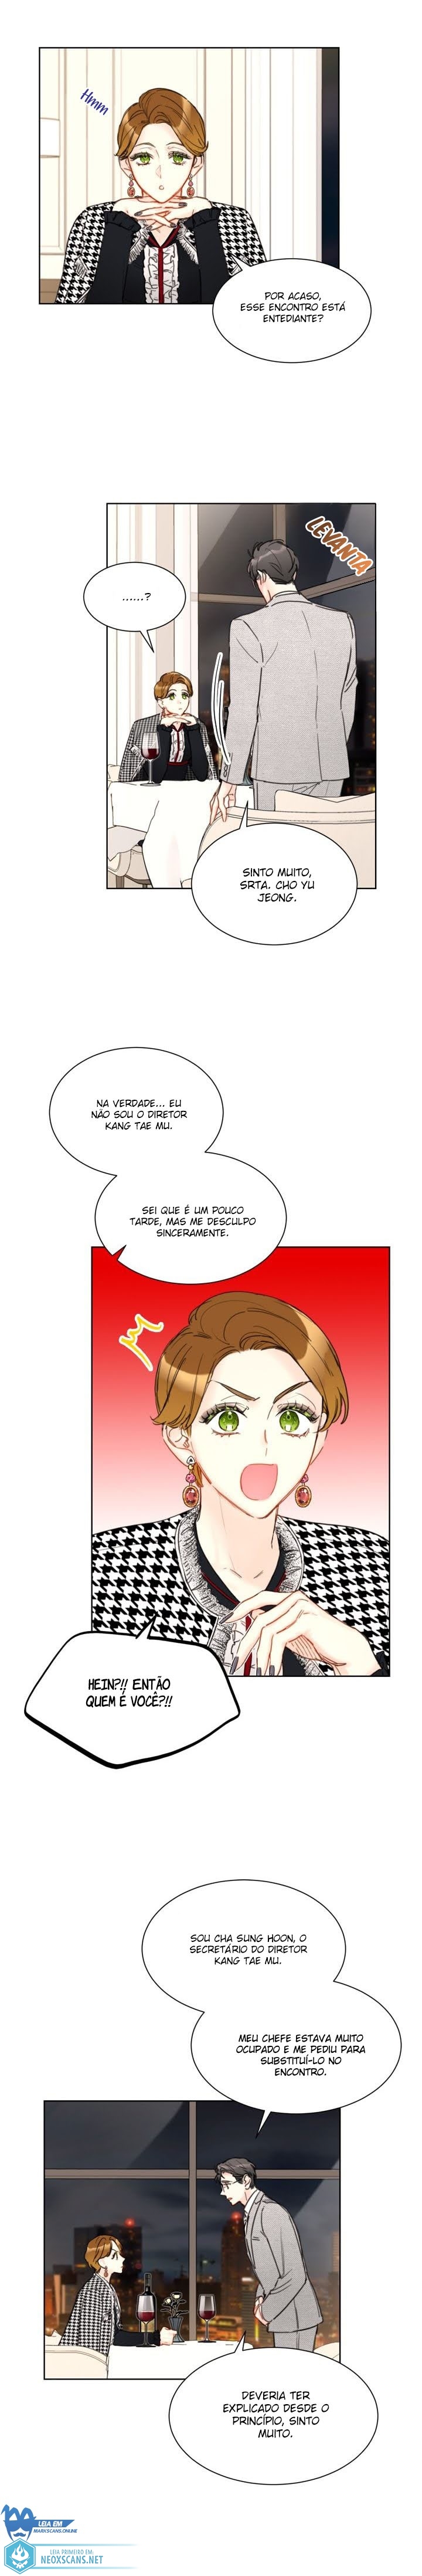 Hmm
POR ACASO,
ESSE ENCONTRO ESTÁ
ENTEDIANTE?
LEVANTA
......?
SINTO MUITO,
SRTA. CHO YU
JEONG.
NA VERDADE... EU
NÃO SOU O DIRETOR
KANG TAE MU.
SEI QUE É UM POUCO
TARDE, MAS ME DESCULPO
SINCERAMENTE.
HEIN?!! ENTÃO
QUEM É VOCÊ?!!
SOU CHA SUNG HOON, O
SECRETÁRIO DO DIRETOR
KANG TAE MU.
MEU CHEFE ESTAVA MUITO
OCUPADO E ME PEDIU PARA
SUBSTITUÍ-LO NO
ENCONTRO.
DEVERIA TER
EXPLICADO DESDE O
PRINCÍPIO, SINTO
MUITO.
LEIA EM
MARKSCANS.ONLINE
LEIA PRIMEIRO EM:
NEOXSCANS.NET